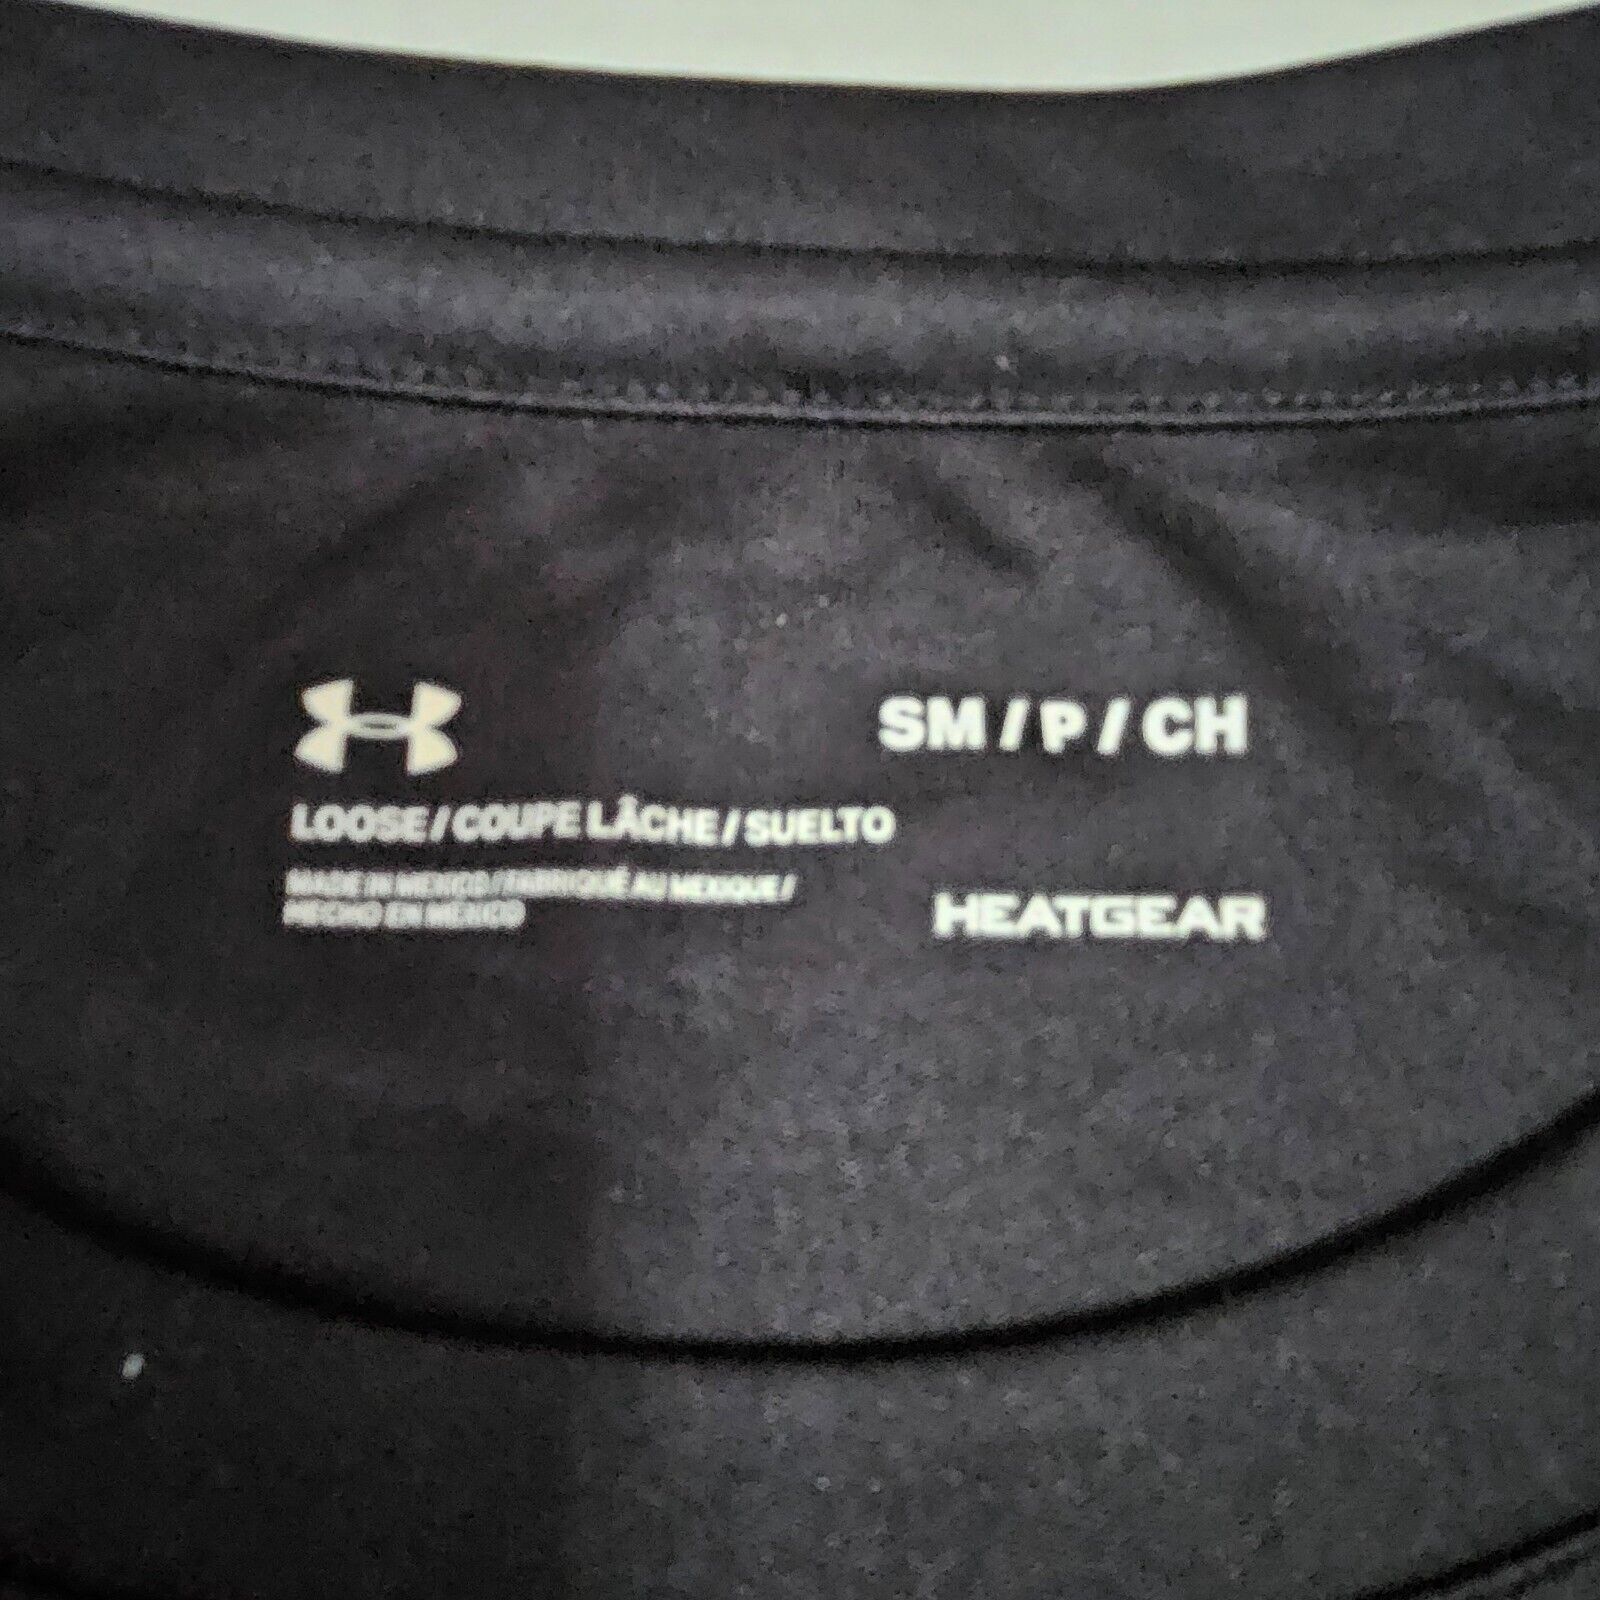 SM / P / CH
LOOSE / COUPE LÂCHE / SUELTO
MADE IN MEXICO / FABRIQUÉ AU MEXIQUE /
HECHO EN MÉXICO
HEATGEAR